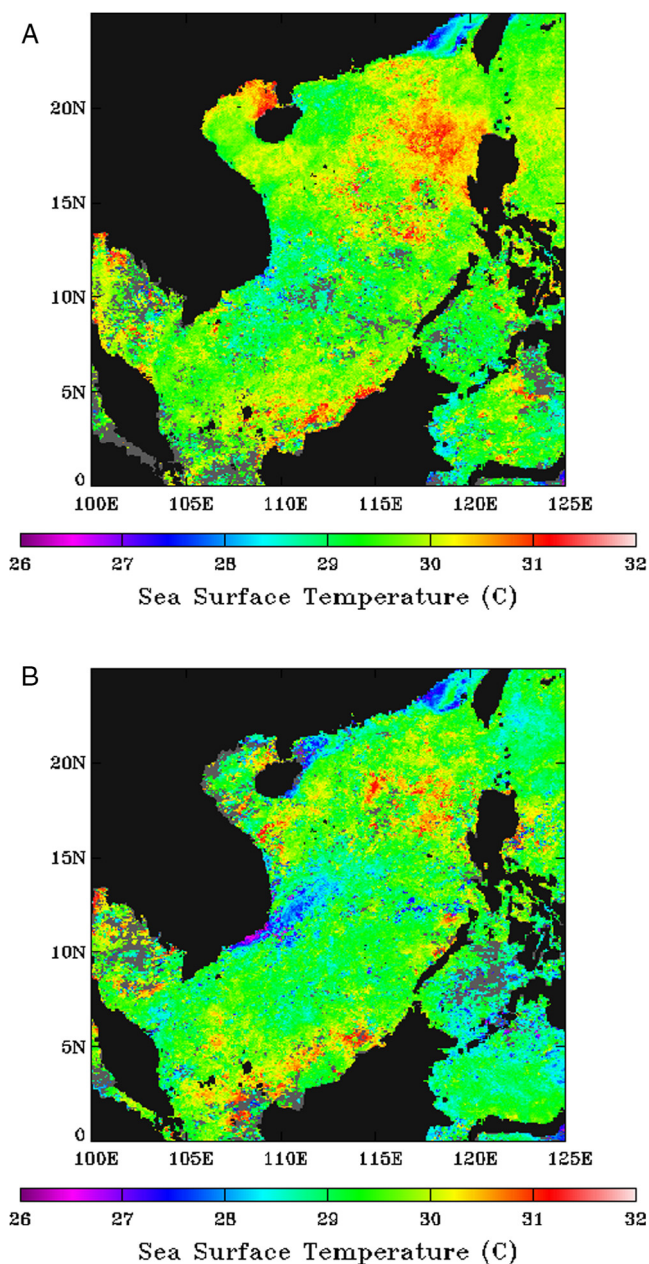 A
20N
15N
10N
5N
0
100E 105E 110E 115E 120E 125E
26 27 28 29 30 31 32
Sea Surface Temperature (C)
B
20N
15N
10N
5N
0
100E 105E 110E 115E 120E 125E
26 27 28 29 30 31 32
Sea Surface Temperature (C)